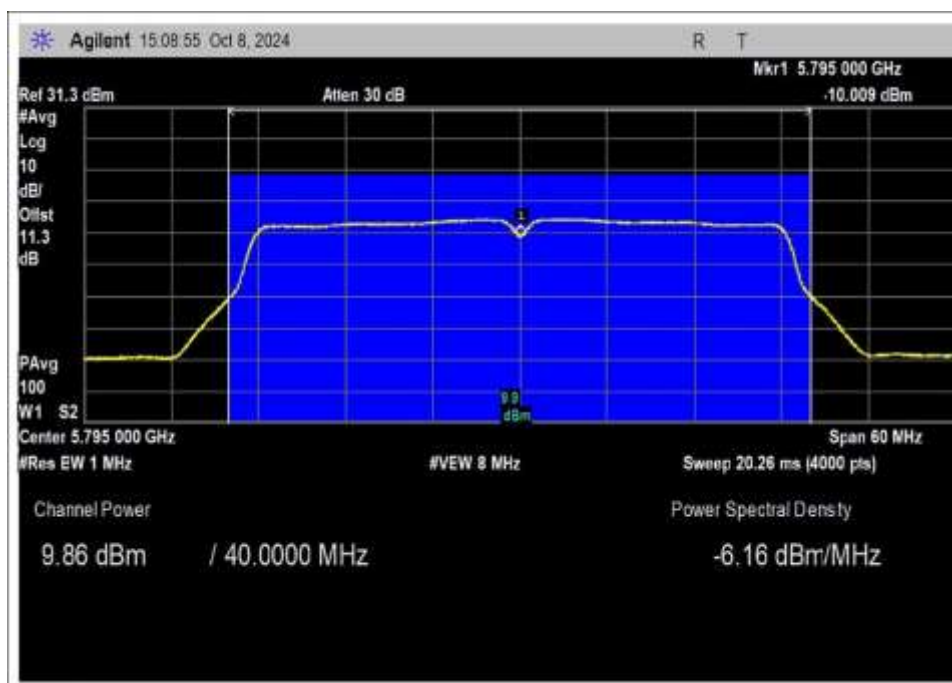 Agilent 15:08:55 Oct 8, 2024 R T
Mkr1 5.795 000 GHz
Ref 31.3 dBm Atten 30 dB -10.009 dBm
#Avg
Log
10
dB/
Offst
11.3
dB
1
PAvg
100
W1 S2
9.9
dBm
Center 5.795 000 GHz Span 60 MHz
#Res BW 1 MHz #VBW 8 MHz Sweep 20.26 ms (4000 pts)
Channel Power Power Spectral Density
9.86 dBm / 40.0000 MHz -6.16 dBm/MHz